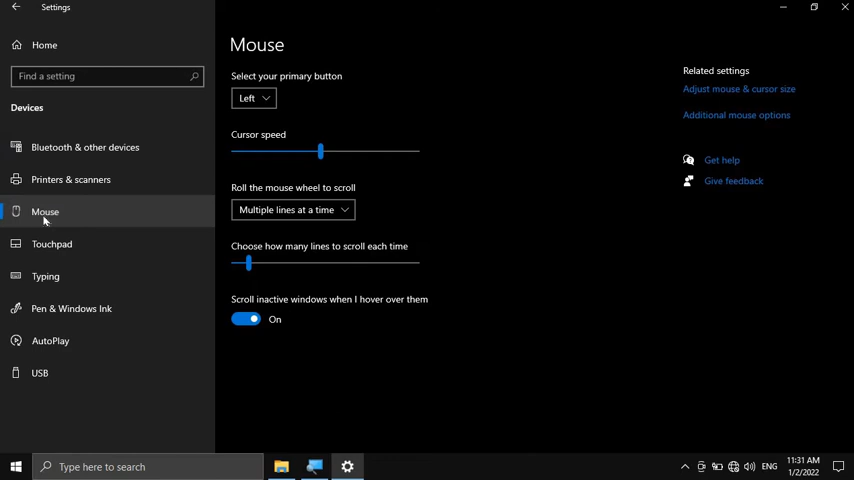 Settings
Home
Find a setting
Devices
Bluetooth & other devices
Printers & scanners
Mouse
Touchpad
Typing
Pen & Windows Ink
AutoPlay
USB
Mouse
Select your primary button
Left
Cursor speed
Roll the mouse wheel to scroll
Multiple lines at a time
Choose how many lines to scroll each time
Scroll inactive windows when I hover over them
On
Related settings
Adjust mouse & cursor size
Additional mouse options
Get help
Give feedback
Type here to search
ENG
11:31 AM
1/2/2022